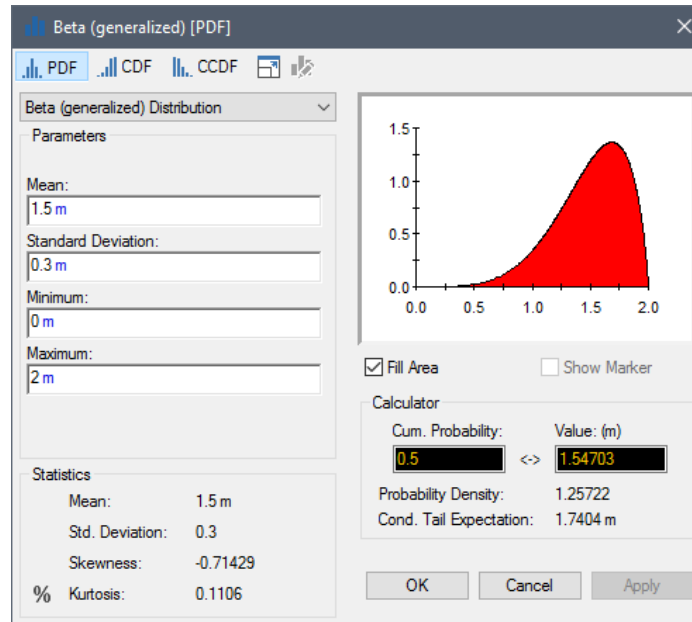 Beta (generalized) [PDF]
PDF CDF CCDF
Beta (generalized) Distribution
Parameters
Mean:
1.5 m
Standard Deviation:
0.3 m
Minimum:
0 m
Maximum:
2 m
Statistics
Mean: 1.5 m
Std. Deviation: 0.3
Skewness: -0.71429
% Kurtosis: 0.1106
1.5
1.0
0.5
0.0
0.0 0.5 1.0 1.5 2.0
Fill Area Show Marker
Calculator
Cum. Probability: Value: (m)
0.5 <-> 1.54703
Probability Density: 1.25722
Cond. Tail Expectation: 1.7404 m
OK Cancel Apply